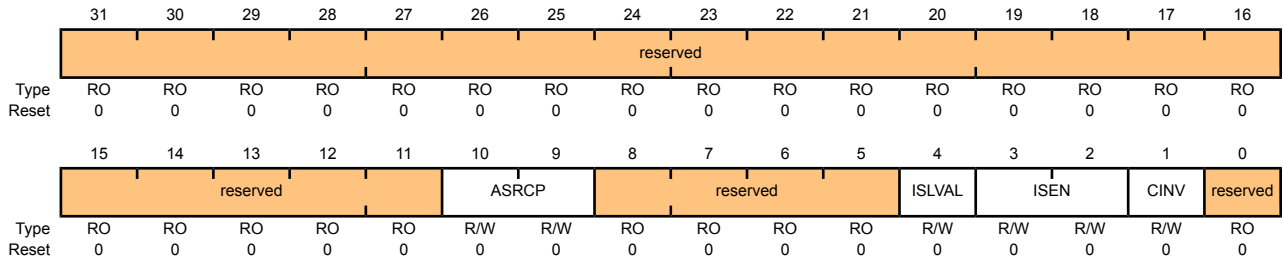 31 30 29 28 27 26 25 24 23 22 21 20 19 18 17 16
reserved
Type RO RO RO RO RO RO RO RO RO RO RO RO RO RO RO RO
Reset 0 0 0 0 0 0 0 0 0 0 0 0 0 0 0 0
15 14 13 12 11 10 9 8 7 6 5 4 3 2 1 0
reserved ASRCP reserved ISLVAL ISEN CINV reserved
Type RO RO RO RO RO R/W R/W RO RO RO RO R/W R/W R/W R/W RO
Reset 0 0 0 0 0 0 0 0 0 0 0 0 0 0 0 0